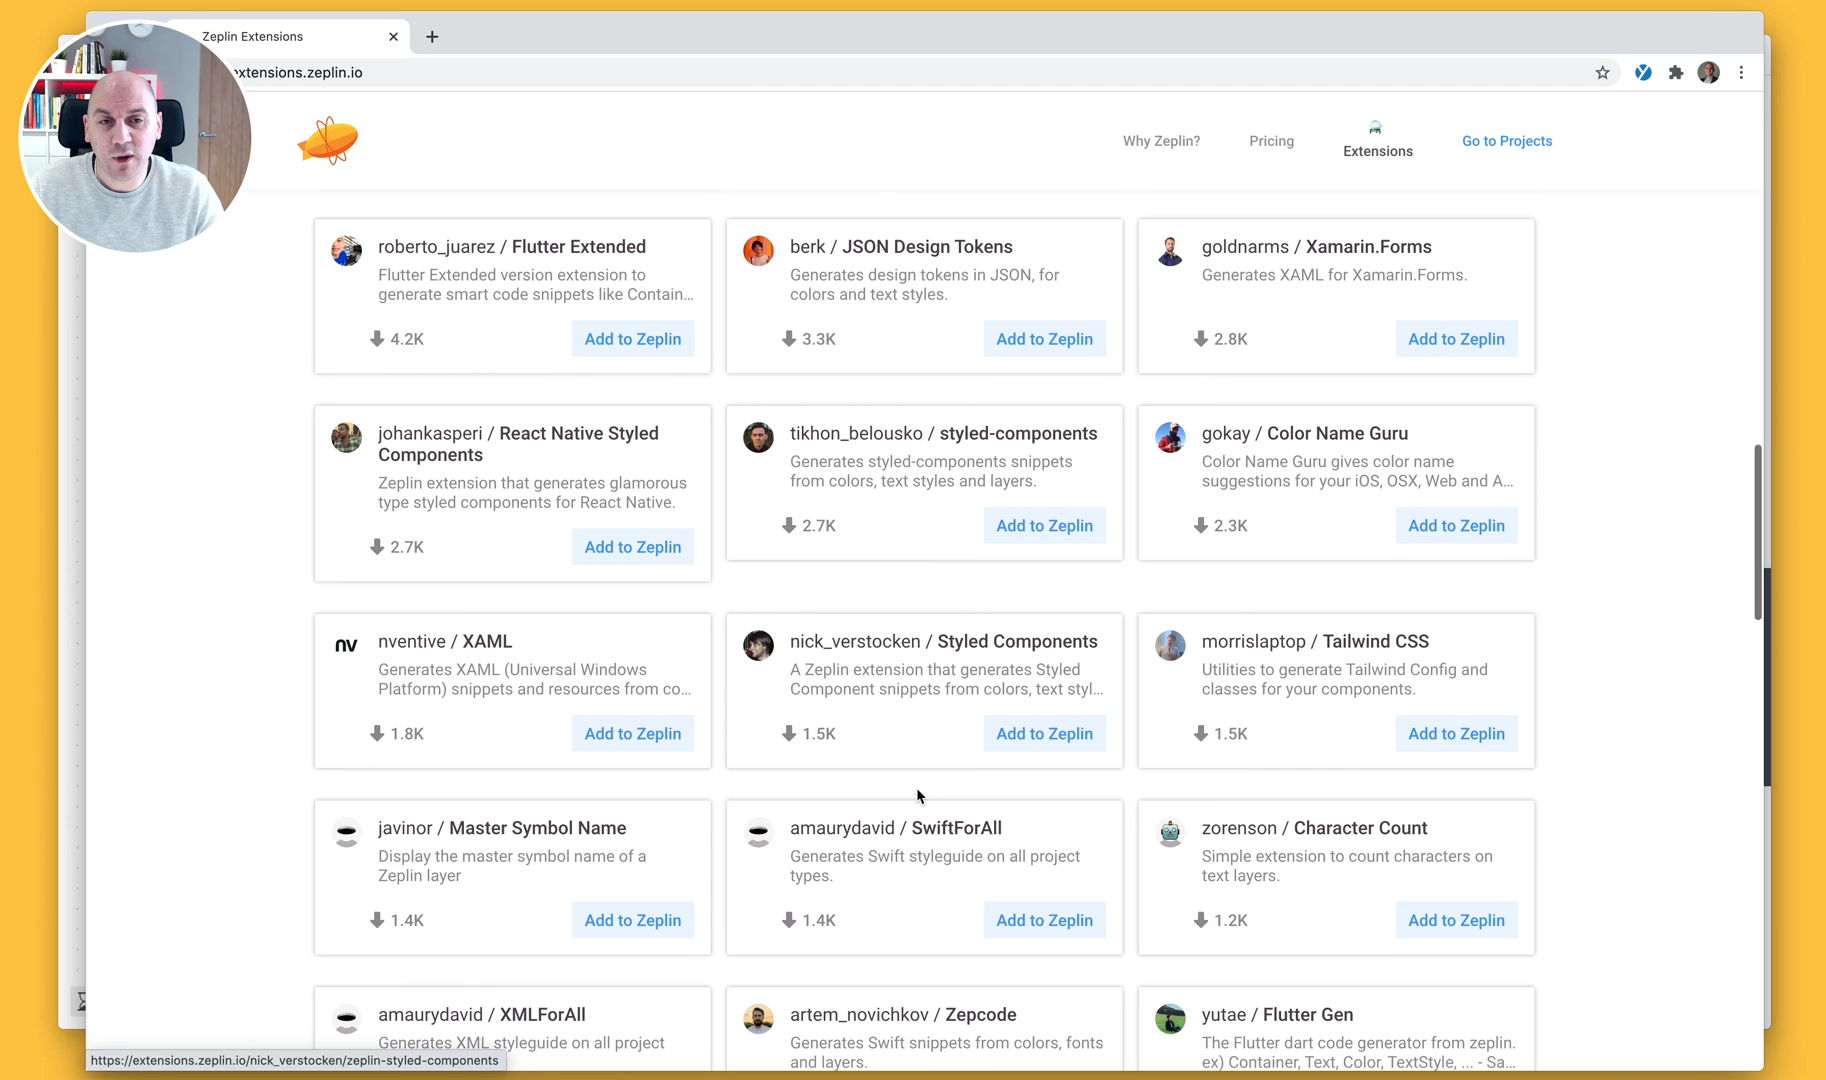 Zeplin Extensions
extensions.zeplin.io
Why Zeplin?
Pricing
Extensions
Go to Projects
roberto_juarez / Flutter Extended
Flutter Extended version extension to
generate smart code snippets like Contain...
4.2K
Add to Zeplin
berk / JSON Design Tokens
Generates design tokens in JSON, for
colors and text styles.
3.3K
Add to Zeplin
goldnarms / Xamarin.Forms
Generates XAML for Xamarin.Forms.
2.8K
Add to Zeplin
johankasperi / React Native Styled
Components
Zeplin extension that generates glamorous
type styled components for React Native.
2.7K
Add to Zeplin
tikhon_belousko / styled-components
Generates styled-components snippets
from colors, text styles and layers.
2.7K
Add to Zeplin
gokay / Color Name Guru
Color Name Guru gives color name
suggestions for your iOS, OSX, Web and A...
2.3K
Add to Zeplin
nv
nventive / XAML
Generates XAML (Universal Windows
Platform) snippets and resources from co...
1.8K
Add to Zeplin
nick_verstocken / Styled Components
A Zeplin extension that generates Styled
Component snippets from colors, text styl...
1.5K
Add to Zeplin
morrislaptop / Tailwind CSS
Utilities to generate Tailwind Config and
classes for your components.
1.5K
Add to Zeplin
javinor / Master Symbol Name
Display the master symbol name of a
Zeplin layer
1.4K
Add to Zeplin
amaurydavid / SwiftForAll
Generates Swift styleguide on all project
types.
1.4K
Add to Zeplin
zorenson / Character Count
Simple extension to count characters on
text layers.
1.2K
Add to Zeplin
amaurydavid / XMLForAll
Generates XML styleguide on all project
artem_novichkov / Zepcode
Generates Swift snippets from colors, fonts
and layers.
yutae / Flutter Gen
The Flutter dart code generator from zeplin.
ex) Container, Text, Color, TextStyle, ... - Sa...
https://extensions.zeplin.io/nick_verstocken/zeplin-styled-components